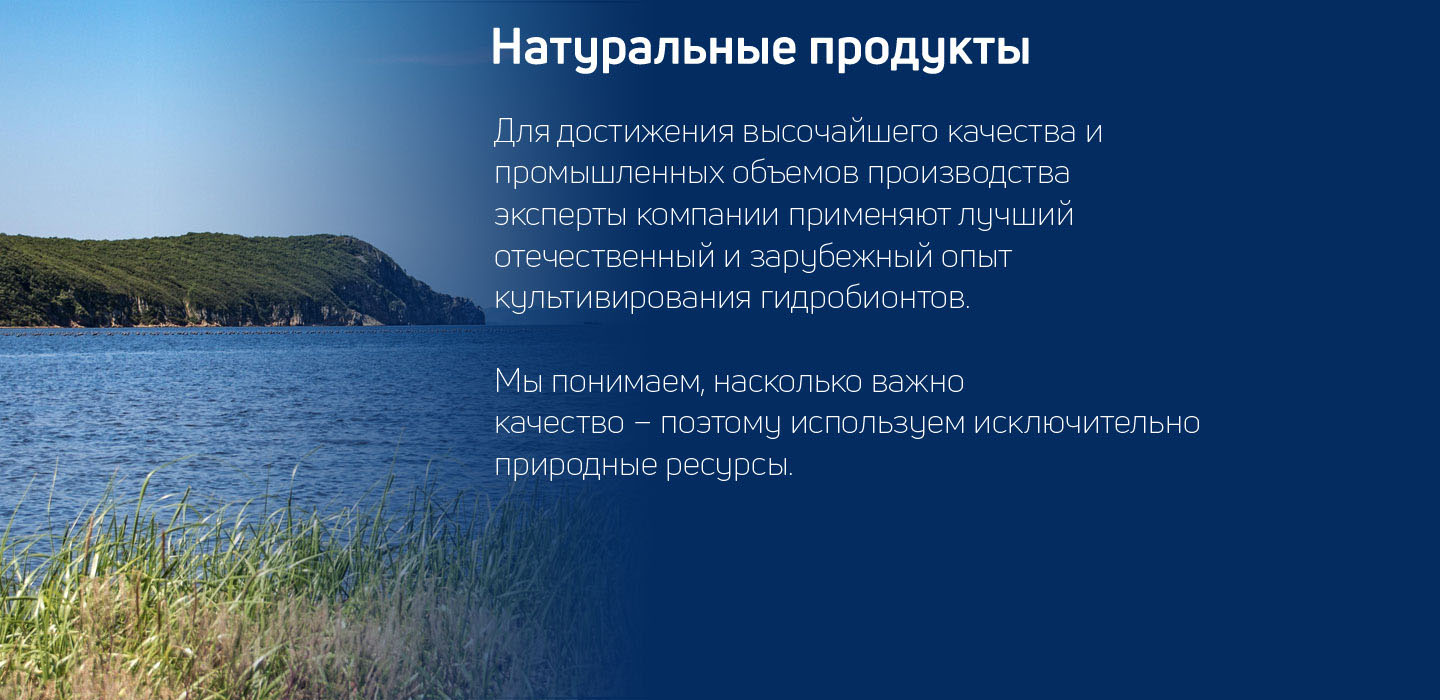 Натуральные продукты
Для достижения высочайшего качества и
промышленных объемов производства
эксперты компании применяют лучший
отечественный и зарубежный опыт
культивирования гидробионтов.
Мы понимаем, насколько важно
качество – поэтому используем исключительно
природные ресурсы.